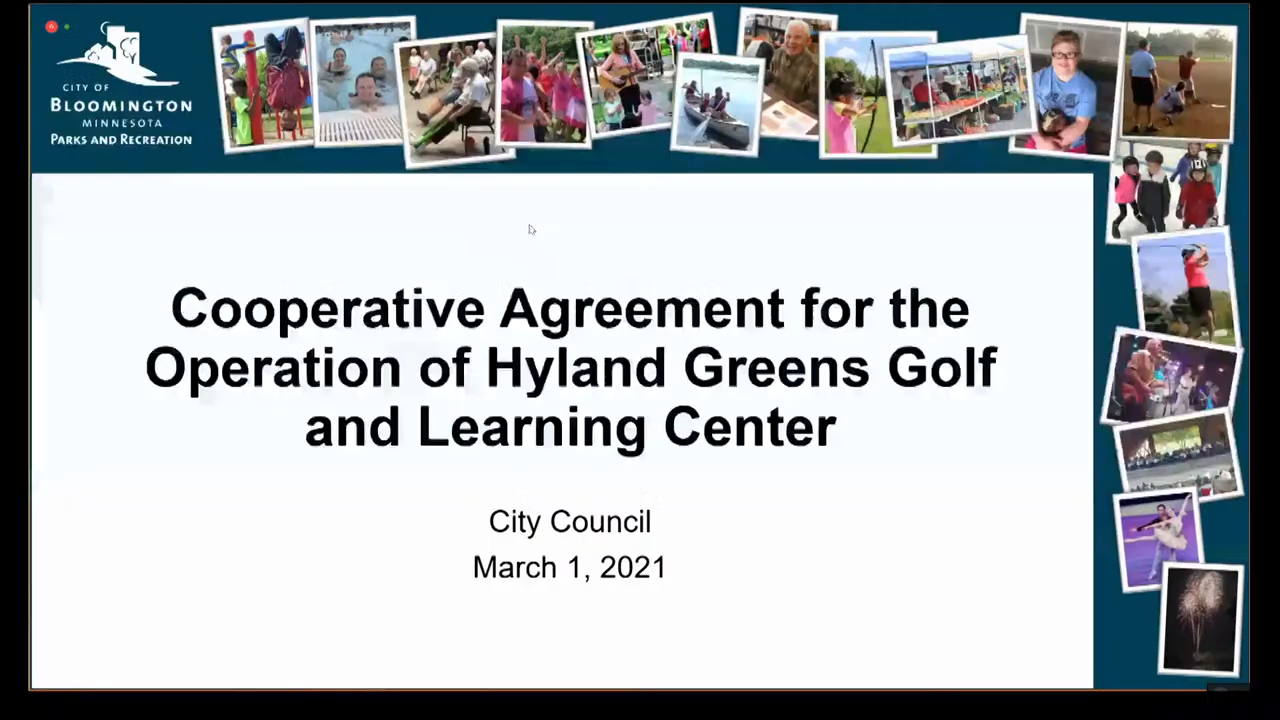 CITY OF
BLOOMINGTON
MINNESOTA
PARKS AND RECREATION
Cooperative Agreement for the
Operation of Hyland Greens Golf
and Learning Center
City Council
March 1, 2021